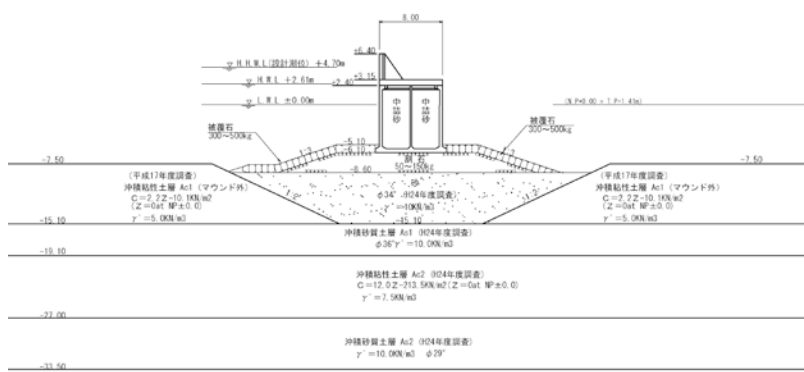 8.00
+6.40
H.H.W.L(設計潮位) +4.70m
+3.15
H.W.L +2.61m
+2.40
L.W.L ±0.00m
(N.P±0.00 = T.P-1.41m)
中詰砂
中詰砂
被覆石
300~500kg
被覆石
300~500kg
-5.10
1:2
1:2
捨石
50~150kg
-7.50
-7.50
-8.60
(平成17年度調査)
沖積粘性土層 Ac1 (マウンド外)
C=2.2Z-10.1KN/m2
(Z=0at NP±0.0)
γ'=5.0KN/m3
砂
φ34° (H24年度調査)
γ'=10KN/m3
1:2
1:2
(平成17年度調査)
沖積粘性土層 Ac1 (マウンド外)
C=2.2Z-10.1KN/m2
(Z=0at NP±0.0)
γ'=5.0KN/m3
-15.10
-15.10
沖積砂質土層 As1 (H24年度調査)
φ36°γ'=10.0KN/m3
-19.10
沖積粘性土層 Ac2 (H24年度調査)
C=12.0Z-213.5KN/m2(Z=0at NP±0.0)
γ'=7.5KN/m3
-27.00
沖積砂質土層 As2 (H24年度調査)
γ'=10.0KN/m3 φ29°
-33.50